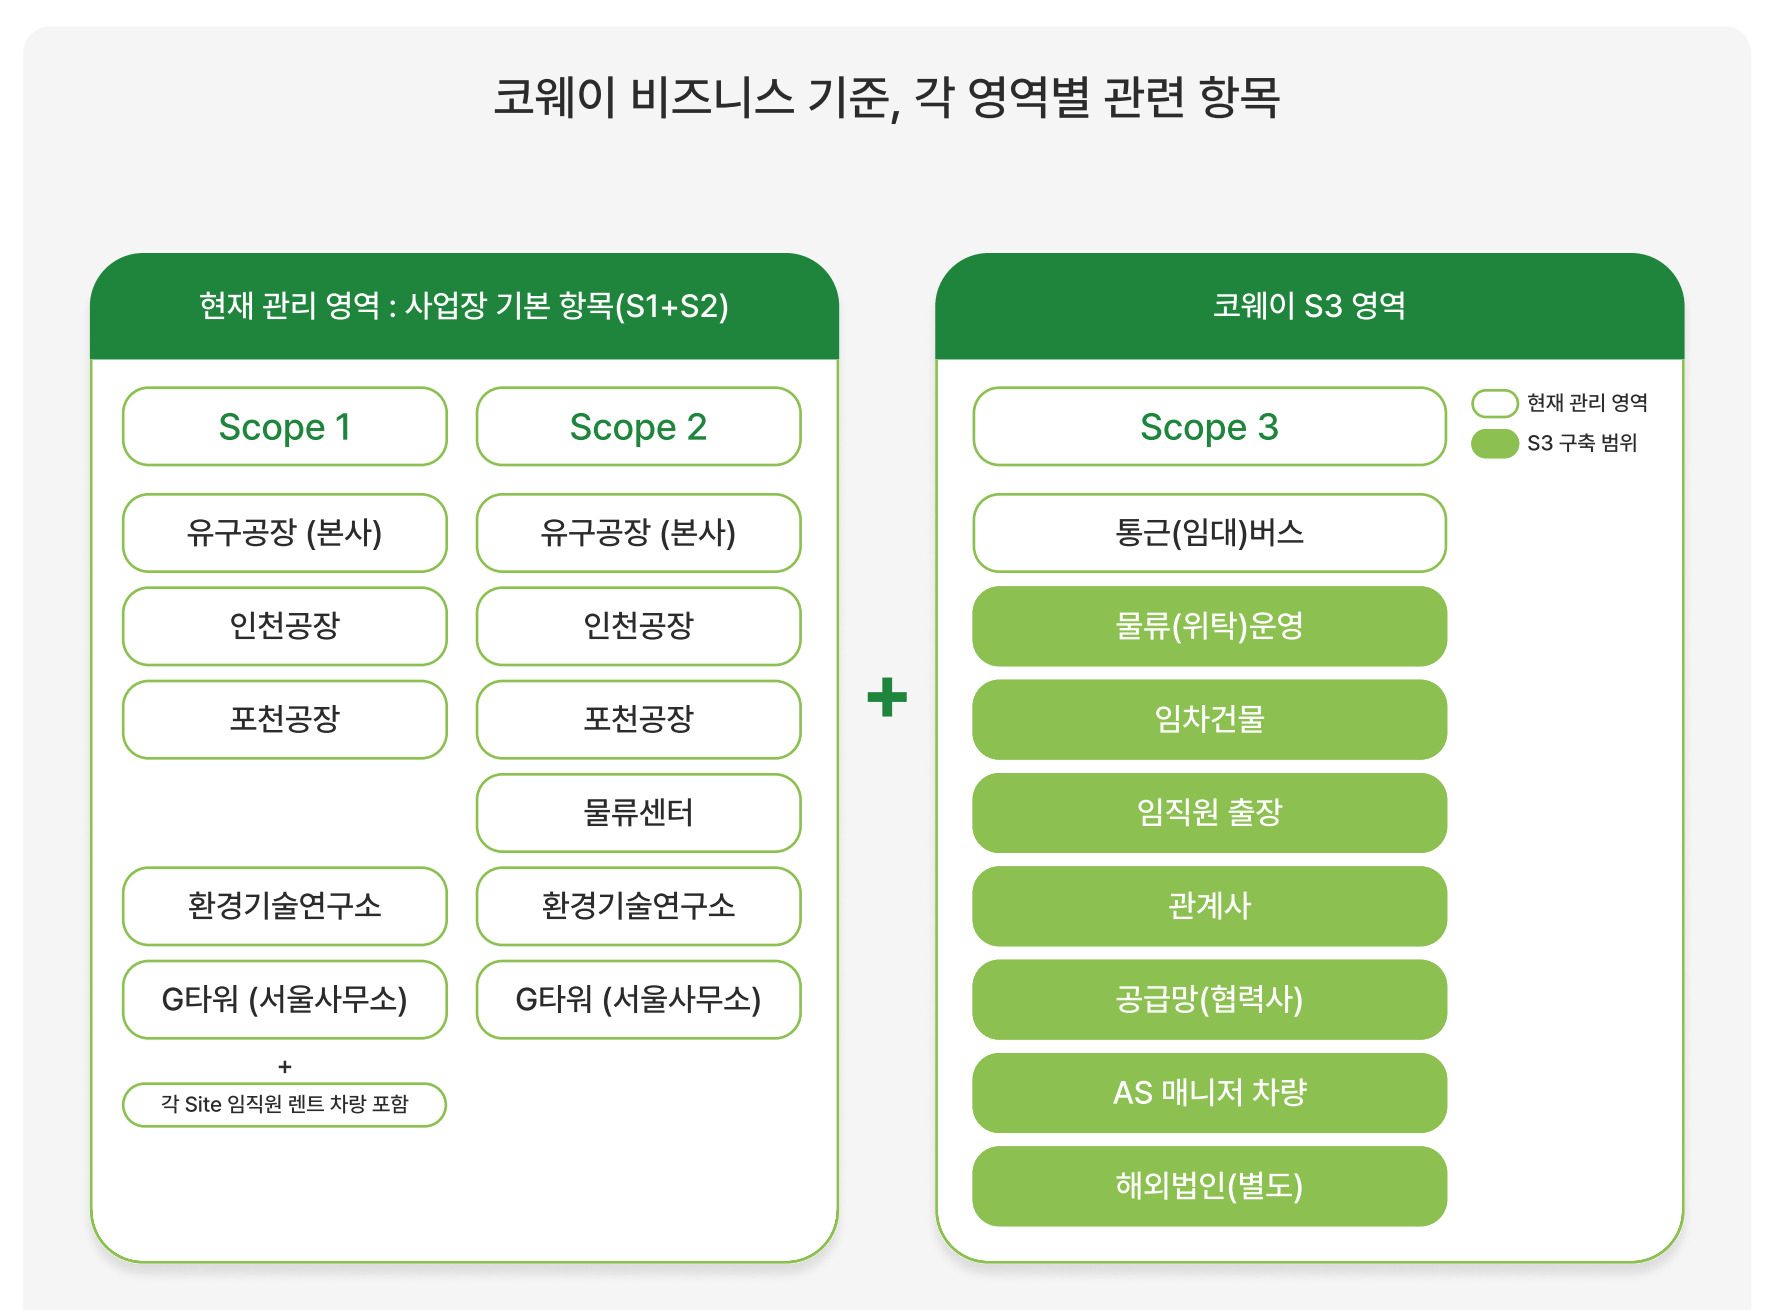 코웨이 비즈니스 기준, 각 영역별 관련 항목
현재 관리 영역 : 사업장 기본 항목(S1+S2)
Scope 1
Scope 2
유구공장 (본사)
유구공장 (본사)
인천공장
인천공장
포천공장
포천공장
물류센터
환경기술연구소
환경기술연구소
G타워 (서울사무소)
G타워 (서울사무소)
+
각 Site 임직원 렌트 차량 포함
+
코웨이 S3 영역
Scope 3
현재 관리 영역
S3 구축 범위
통근(임대)버스
물류(위탁)운영
임차건물
임직원 출장
관계사
공급망(협력사)
AS 매니저 차량
해외법인(별도)